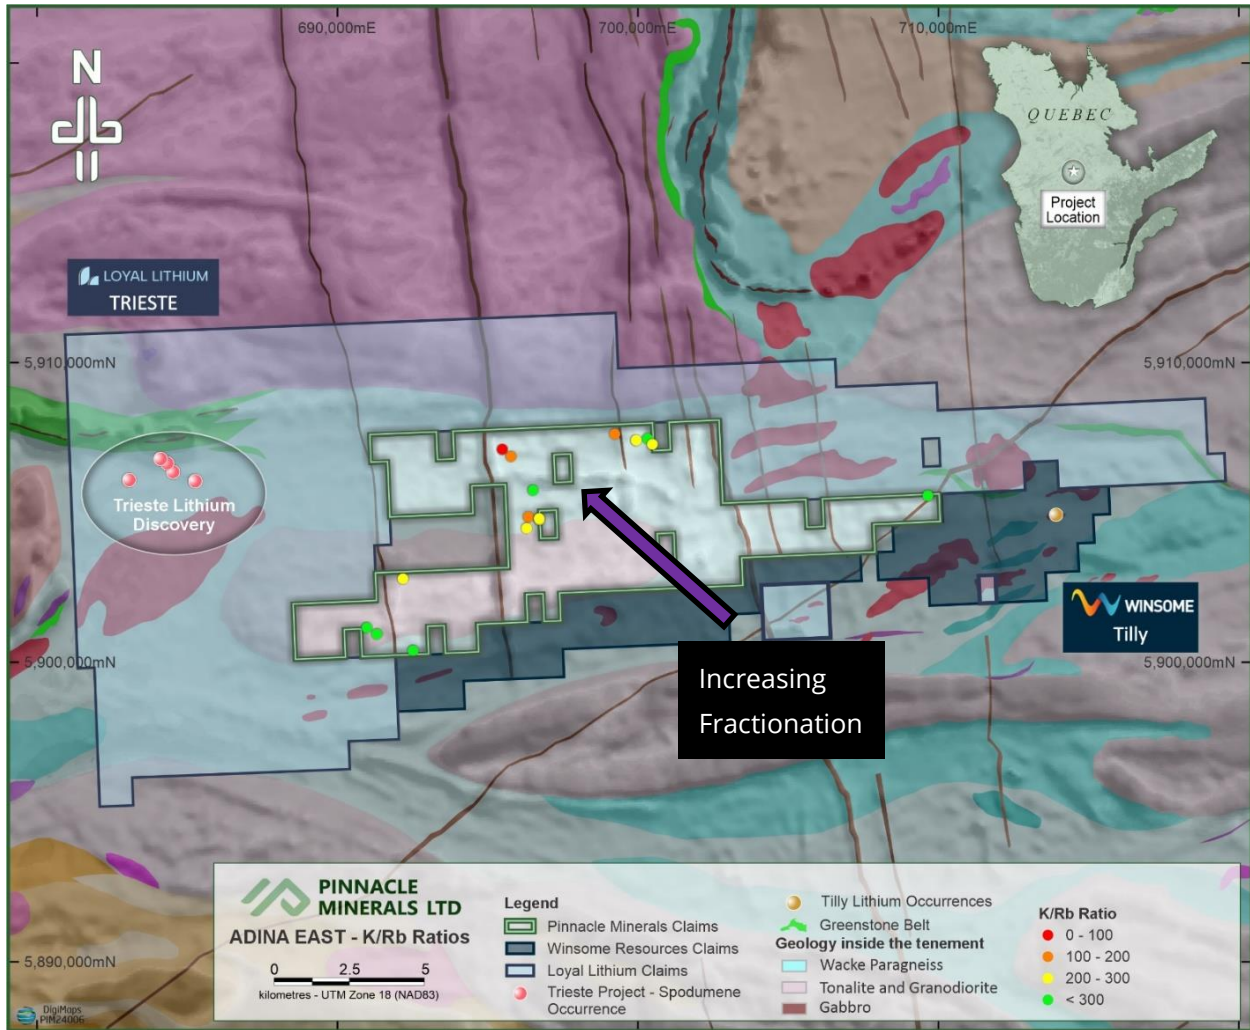 690,000mE
700,000mE
710,000mE
N
QUEBEC
Project
Location
LOYAL LITHIUM
TRIESTE
5,910,000mN
5,910,000mN
Trieste Lithium
Discovery
WINSOME
Tilly
5,900,000mN
5,900,000mN
Increasing
Fractionation
PINNACLE
MINERALS LTD
ADINA EAST - K/Rb Ratios
0 2.5 5
kilometres - UTM Zone 18 (NAD83)
Legend
Pinnacle Minerals Claims
Winsome Resources Claims
Loyal Lithium Claims
Trieste Project - Spodumene
Occurrence
Tilly Lithium Occurrences
Greenstone Belt
Geology inside the tenement
Wacke Paragneiss
Tonalite and Granodiorite
Gabbro
K/Rb Ratio
0 - 100
100 - 200
200 - 300
< 300
5,890,000mN
DigiMaps
PIM24006